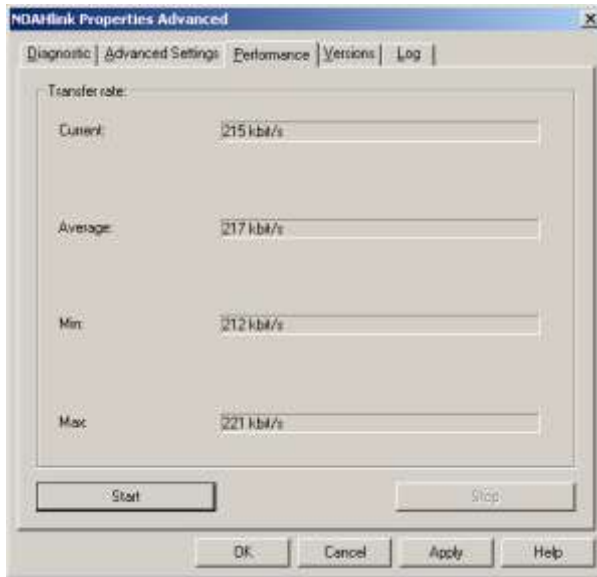 NOAHlink Properties Advanced
Diagnostic Advanced Settings Performance Versions Log
Transfer rate:
Current: 215 kbit/s
Average: 217 kbit/s
Min: 212 kbit/s
Max: 221 kbit/s
Start Stop
OK Cancel Apply Help